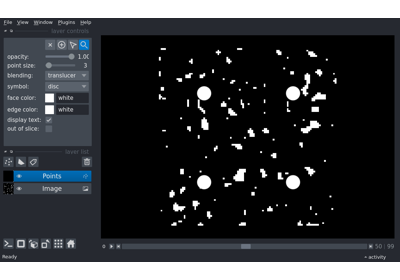 File View Window Plugins Help
layer controls
opacity: 1.00
point size: 3
blending: translucer
symbol: disc
face color: white
edge color: white
display text: ✓
out of slice:
layer list
Points
Image
Ready
50 | 99
activity